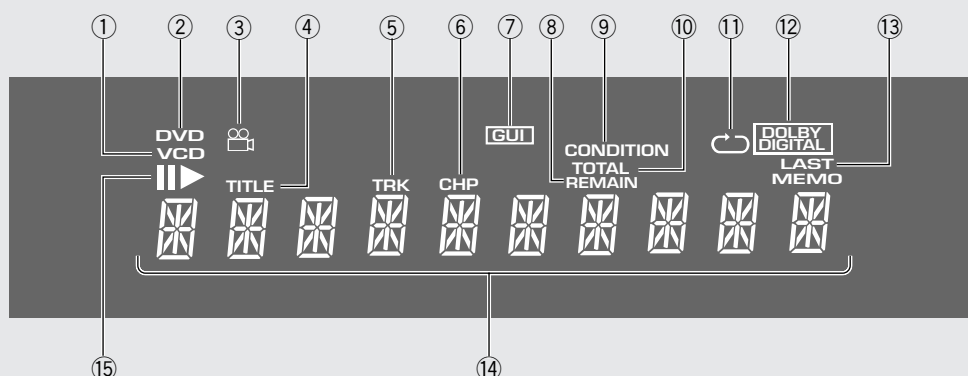 ① ② ③ ④ ⑤ ⑥ ⑦ ⑧ ⑨ ⑩ ⑪ ⑫ ⑬
DVD
VCD
GUI
CONDITION
TOTAL
REMAIN
DOLBY
DIGITAL
LAST
MEMO
TITLE
TRK
CHP
⑮ ⑭